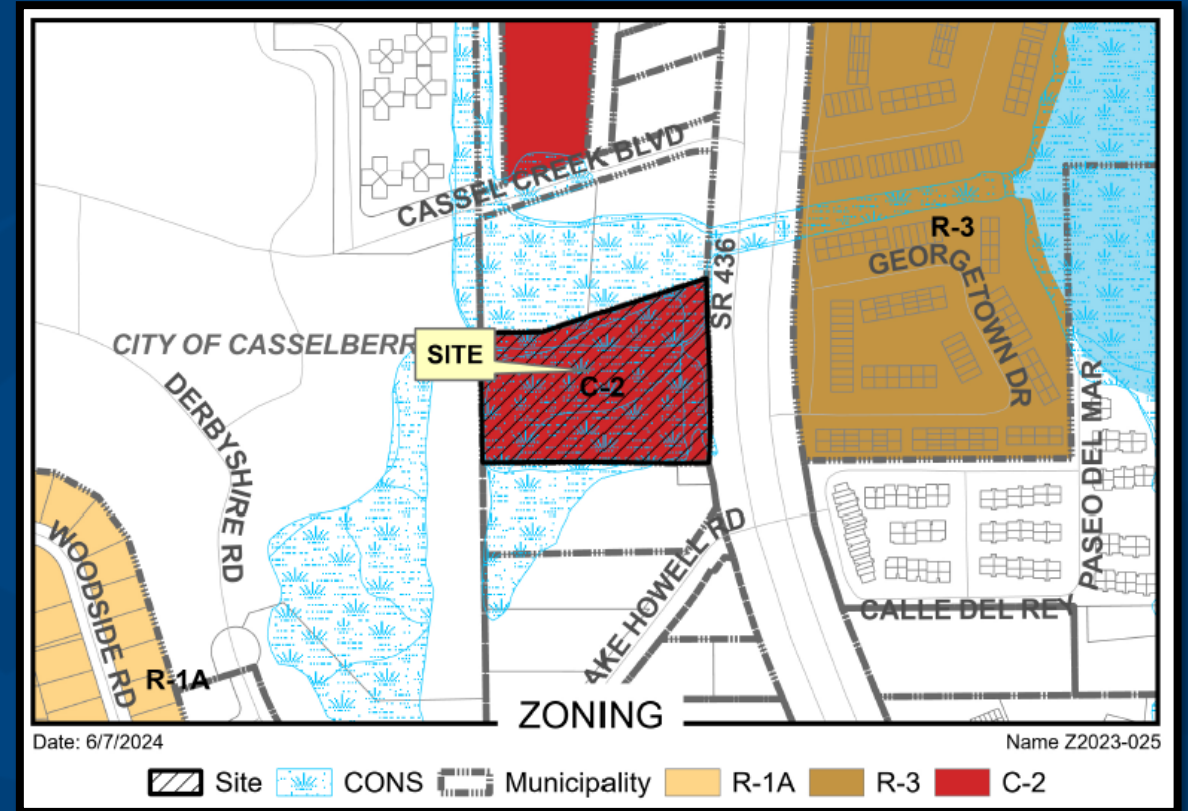 CASSEL CREEK BLVD
R-3
GEORGETOWN DR
SR 436
CITY OF CASSELBERR
SITE
C-2
DERBYSHIRE RD
PASEO DEL MAR
WOODSIDE RD
AKE HOWELL RD
CALLE DEL REY
R-1A
ZONING
Date: 6/7/2024
Name Z2023-025
Site CONS Municipality R-1A R-3 C-2